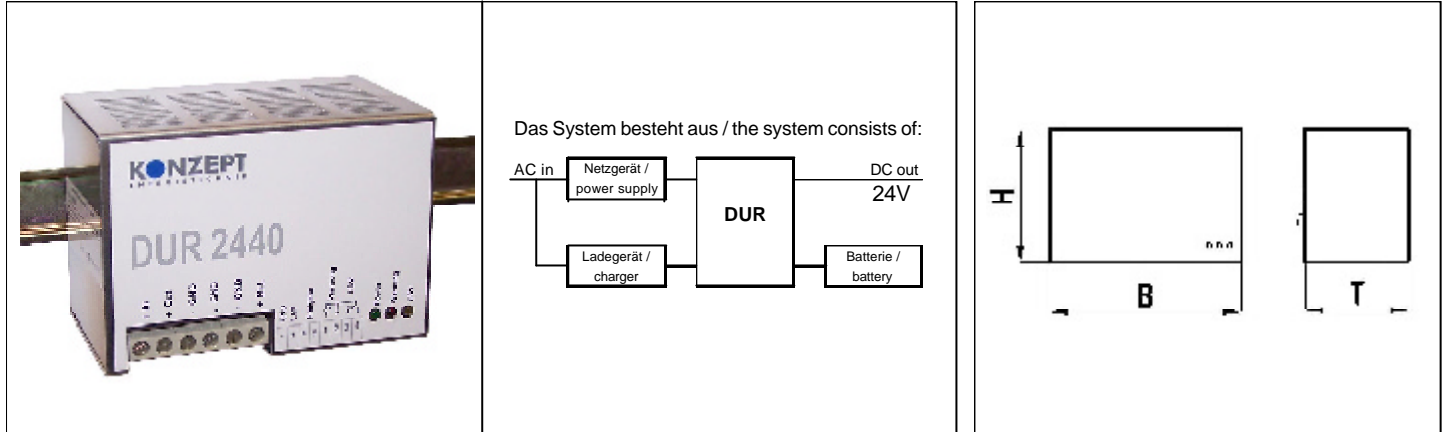 KONZEPT
DUR 2440
Das System besteht aus / the system consists of:
AC in
Netzgerät /
power supply
DUR
DC out
24V
Ladegerät /
charger
Batterie /
battery
H
B
T